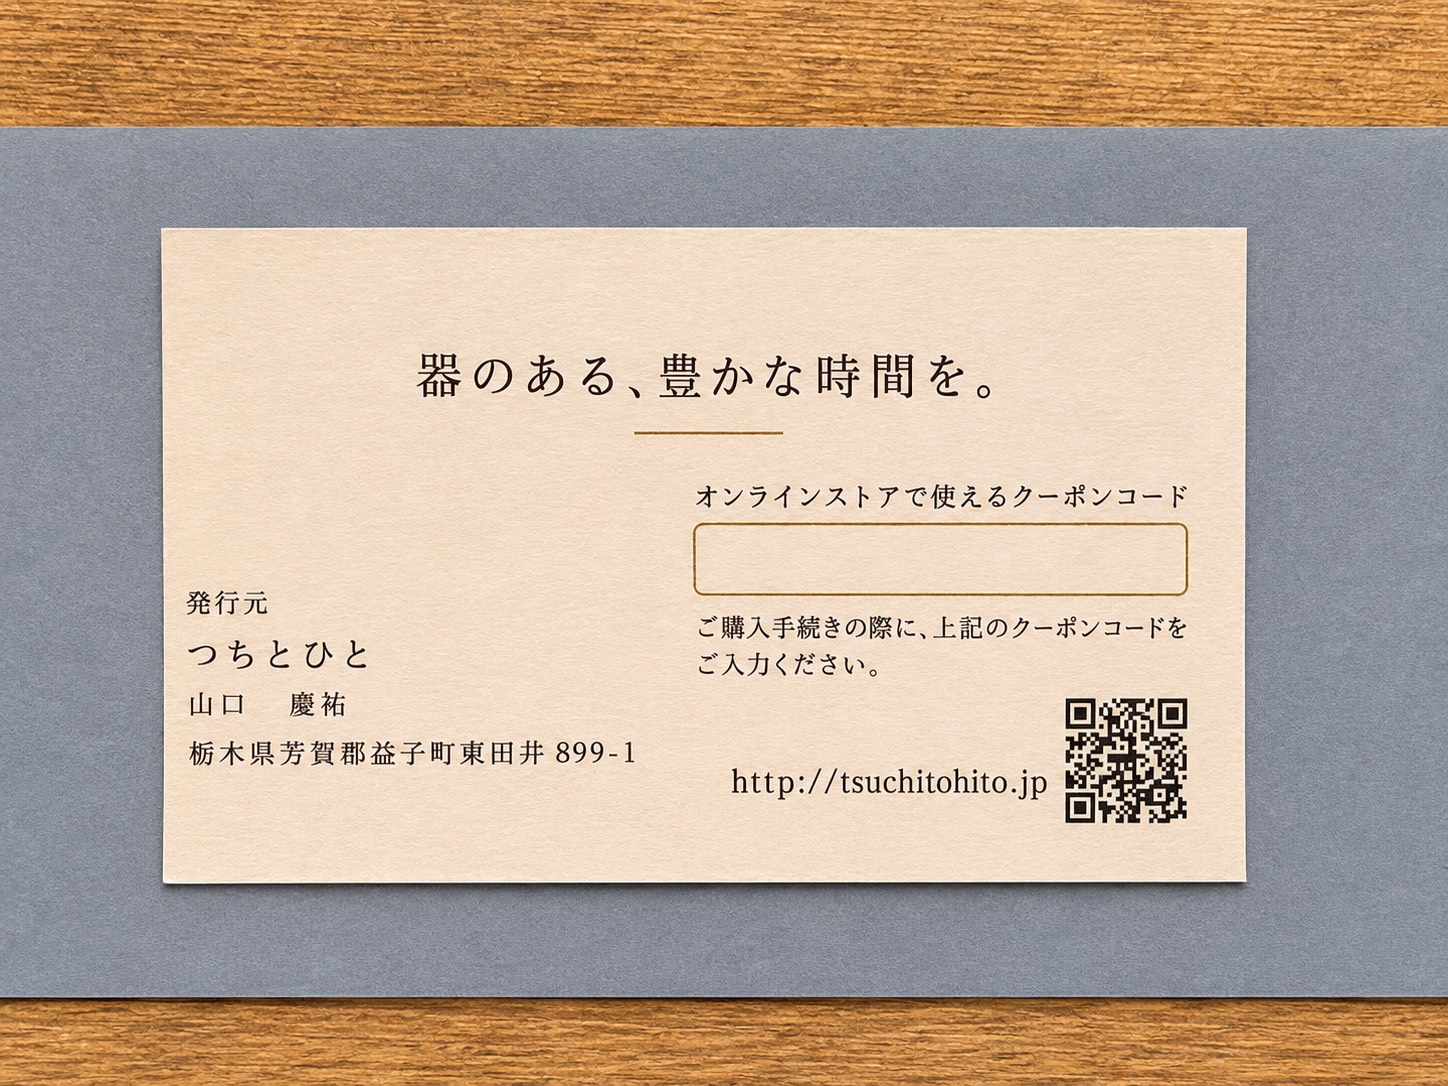 器のある、豊かな時間を。
オンラインストアで使えるクーポンコード
ご購入手続きの際に、上記のクーポンコードを
ご入力ください。
発行元
つちとひと
山口　慶祐
栃木県芳賀郡益子町東田井 899-1
http://tsuchitohito.jp